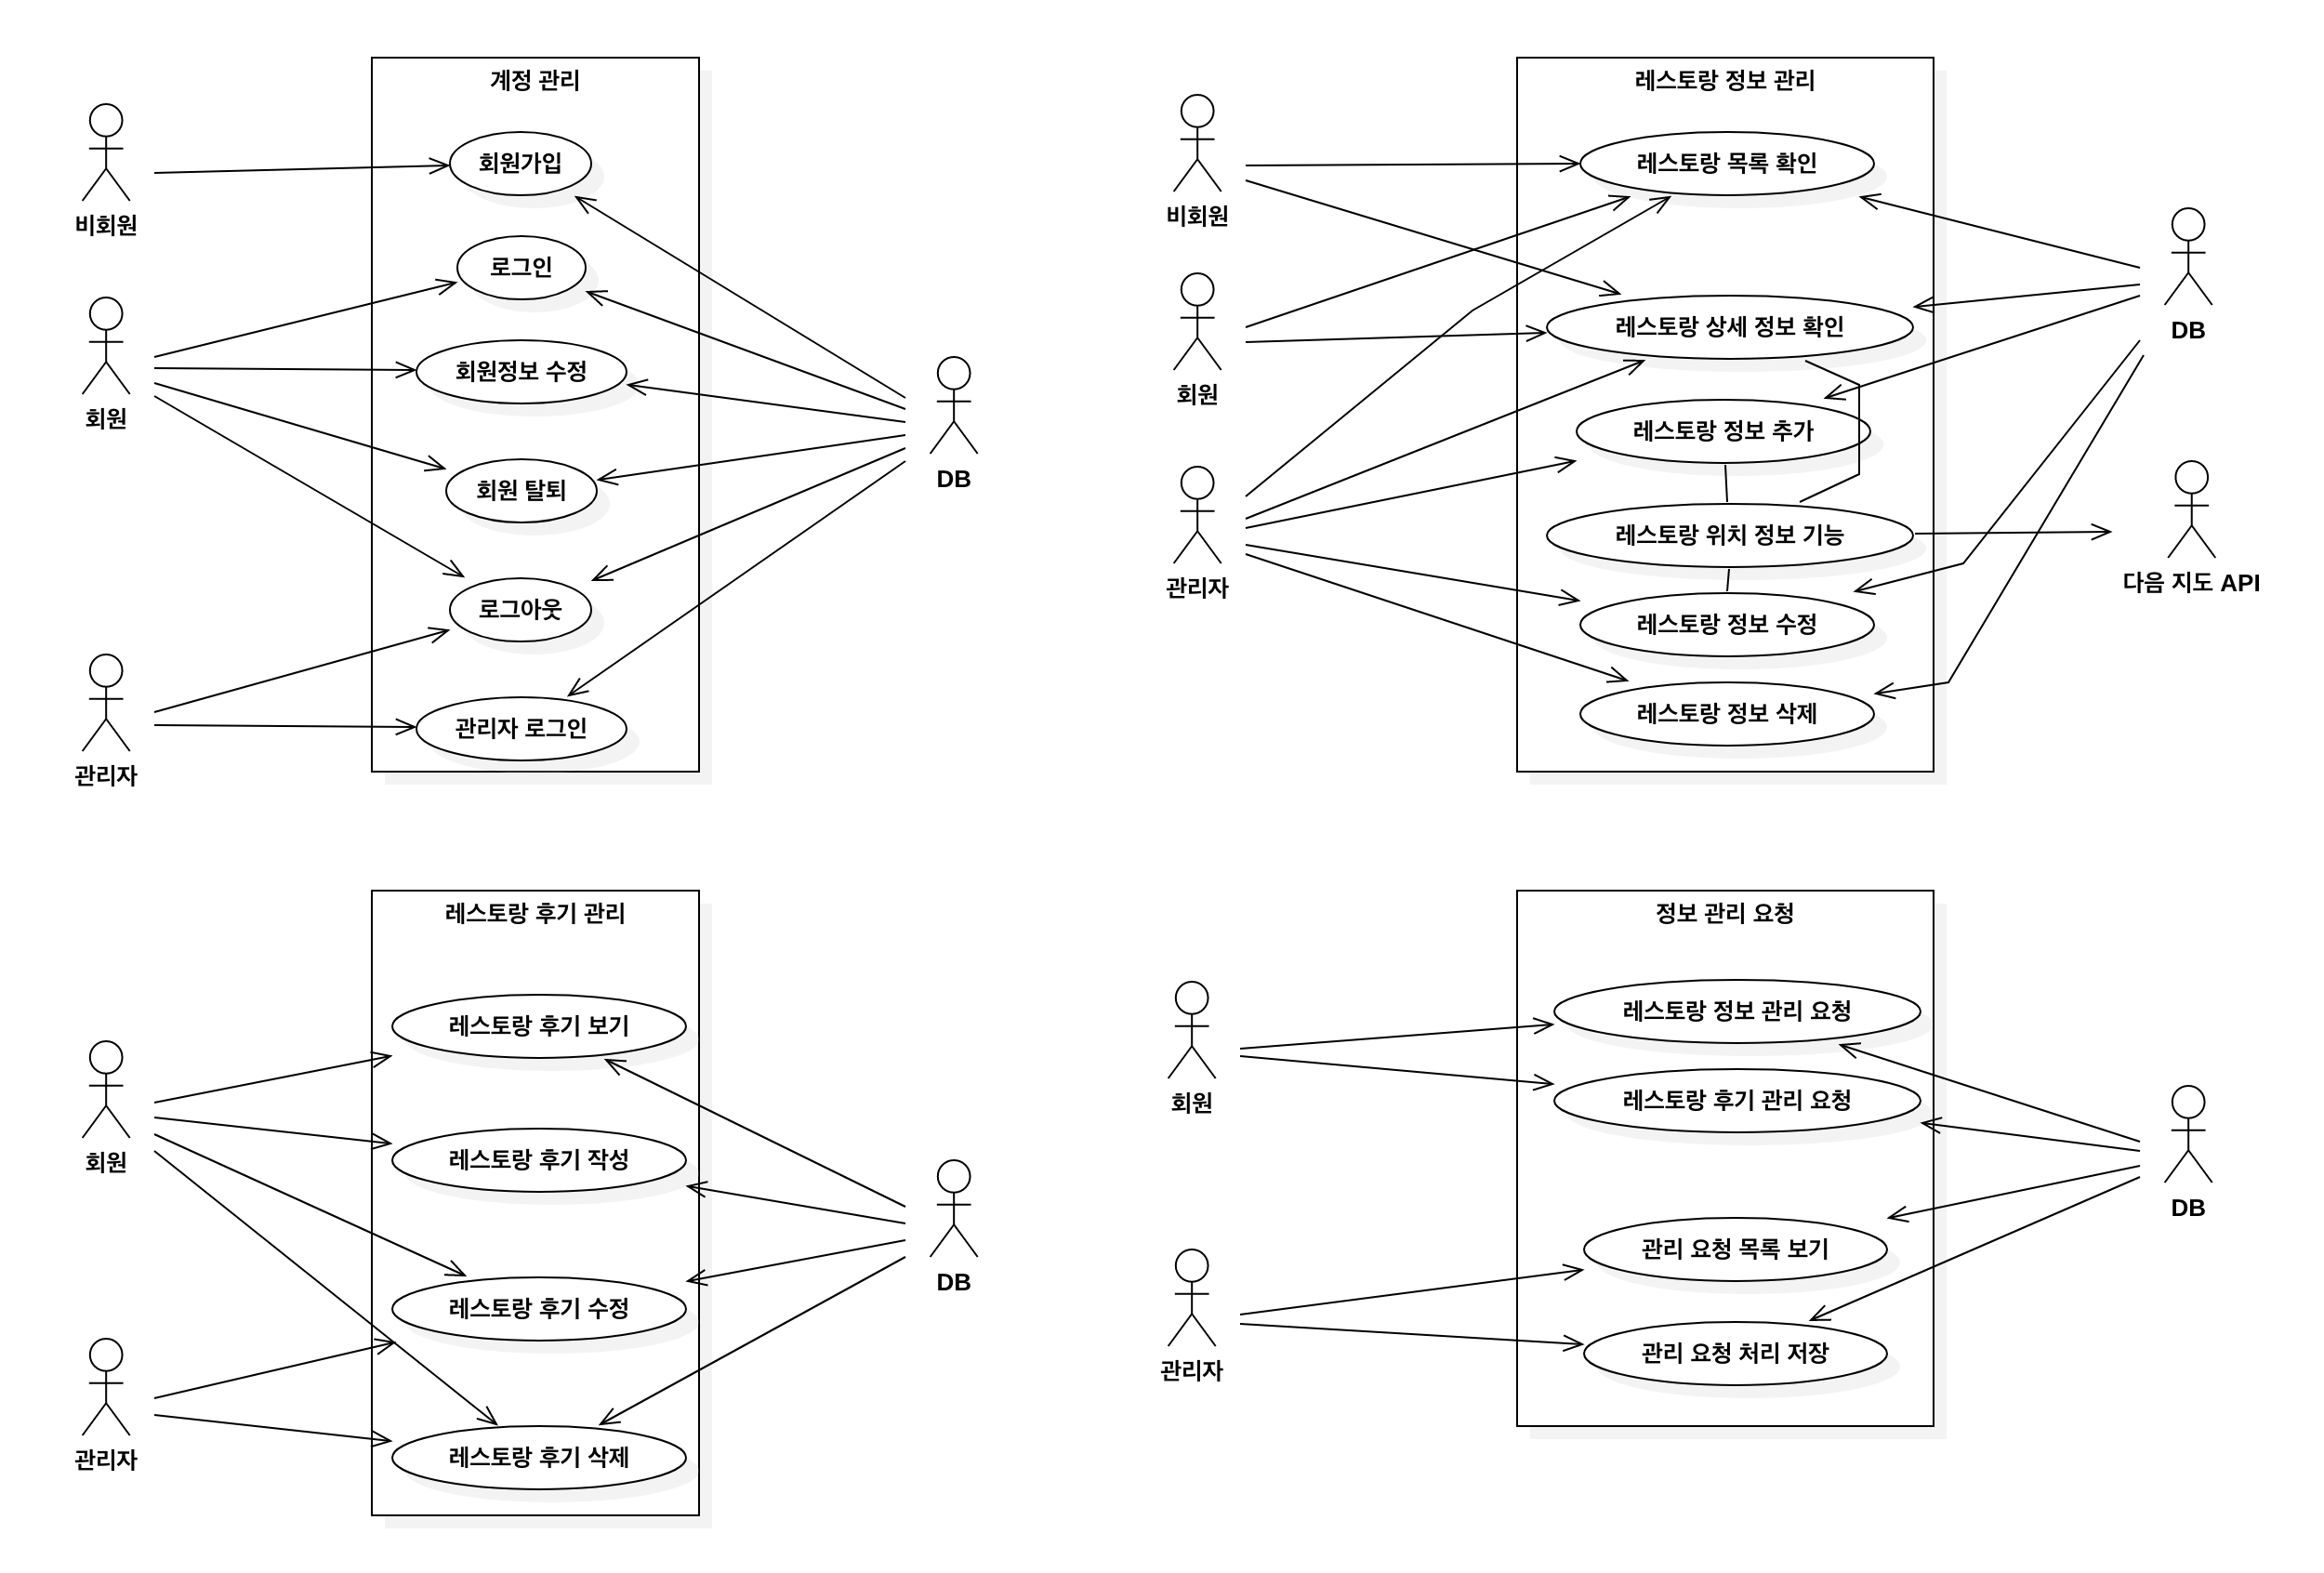 계정 관리
비회원
회원
관리자
회원가입
로그인
회원정보 수정
회원 탈퇴
로그아웃
관리자 로그인
DB
레스토랑 정보 관리
비회원
회원
관리자
레스토랑 목록 확인
레스토랑 상세 정보 확인
레스토랑 정보 추가
레스토랑 위치 정보 기능
레스토랑 정보 수정
레스토랑 정보 삭제
DB
다음 지도 API
레스토랑 후기 관리
회원
관리자
레스토랑 후기 보기
레스토랑 후기 작성
레스토랑 후기 수정
레스토랑 후기 삭제
DB
정보 관리 요청
회원
관리자
레스토랑 정보 관리 요청
레스토랑 후기 관리 요청
관리 요청 목록 보기
관리 요청 처리 저장
DB